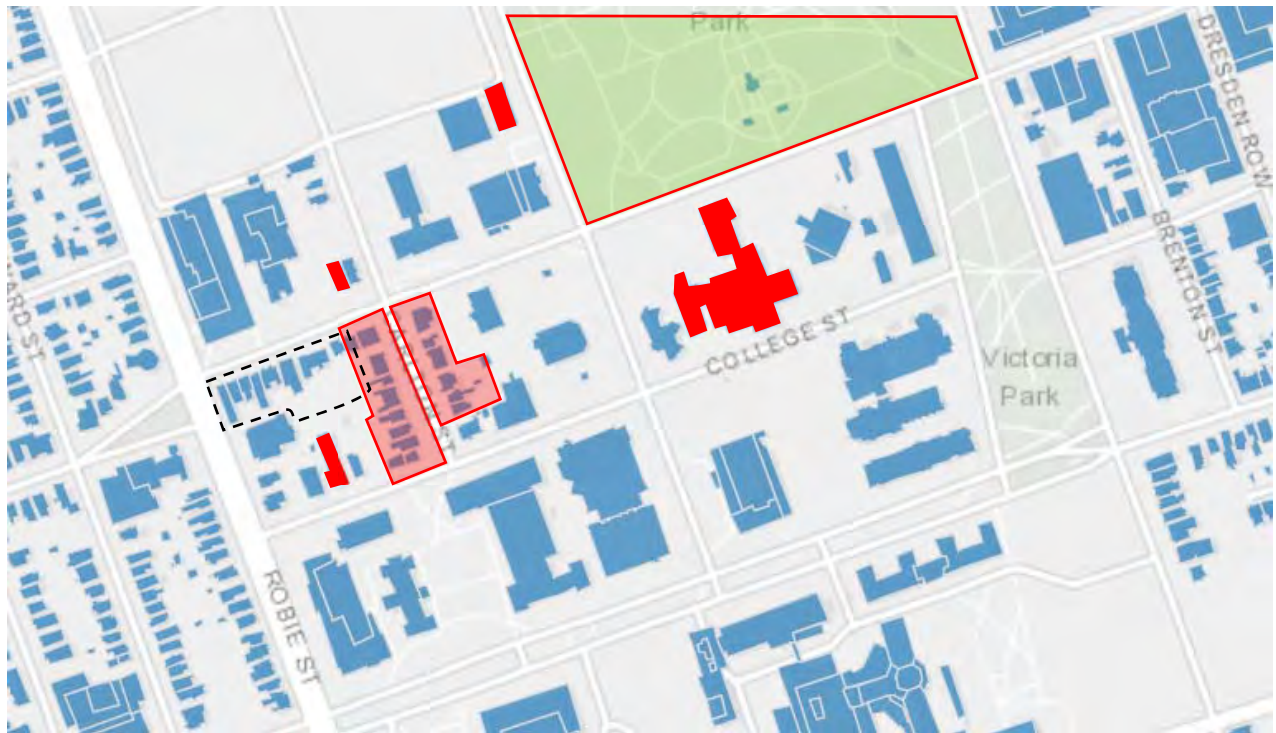 Park
DRESDEN ROW
BRENTON ST
COLLEGE ST
Victoria
Park
ROBIE ST